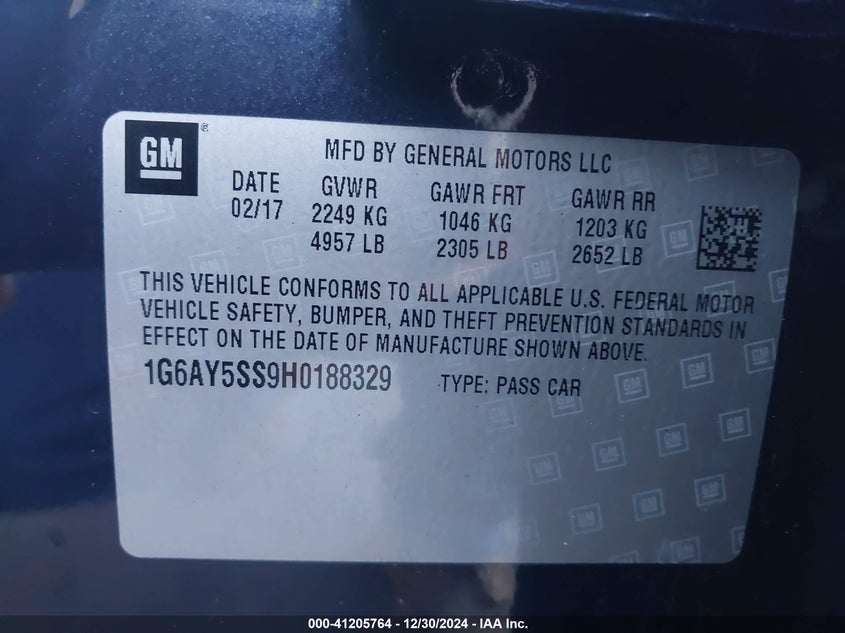 GM®
MFD BY GENERAL MOTORS LLC
DATE GVWR GAWR FRT GAWR RR
02/17 2249 KG 1046 KG 1203 KG
4957 LB 2305 LB 2652 LB
THIS VEHICLE CONFORMS TO ALL APPLICABLE U.S. FEDERAL MOTOR
VEHICLE SAFETY, BUMPER, AND THEFT PREVENTION STANDARDS IN
EFFECT ON THE DATE OF MANUFACTURE SHOWN ABOVE.
1G6AY5SS9H0188329 TYPE: PASS CAR
000-41205764 - 12/30/2024 - IAA Inc.